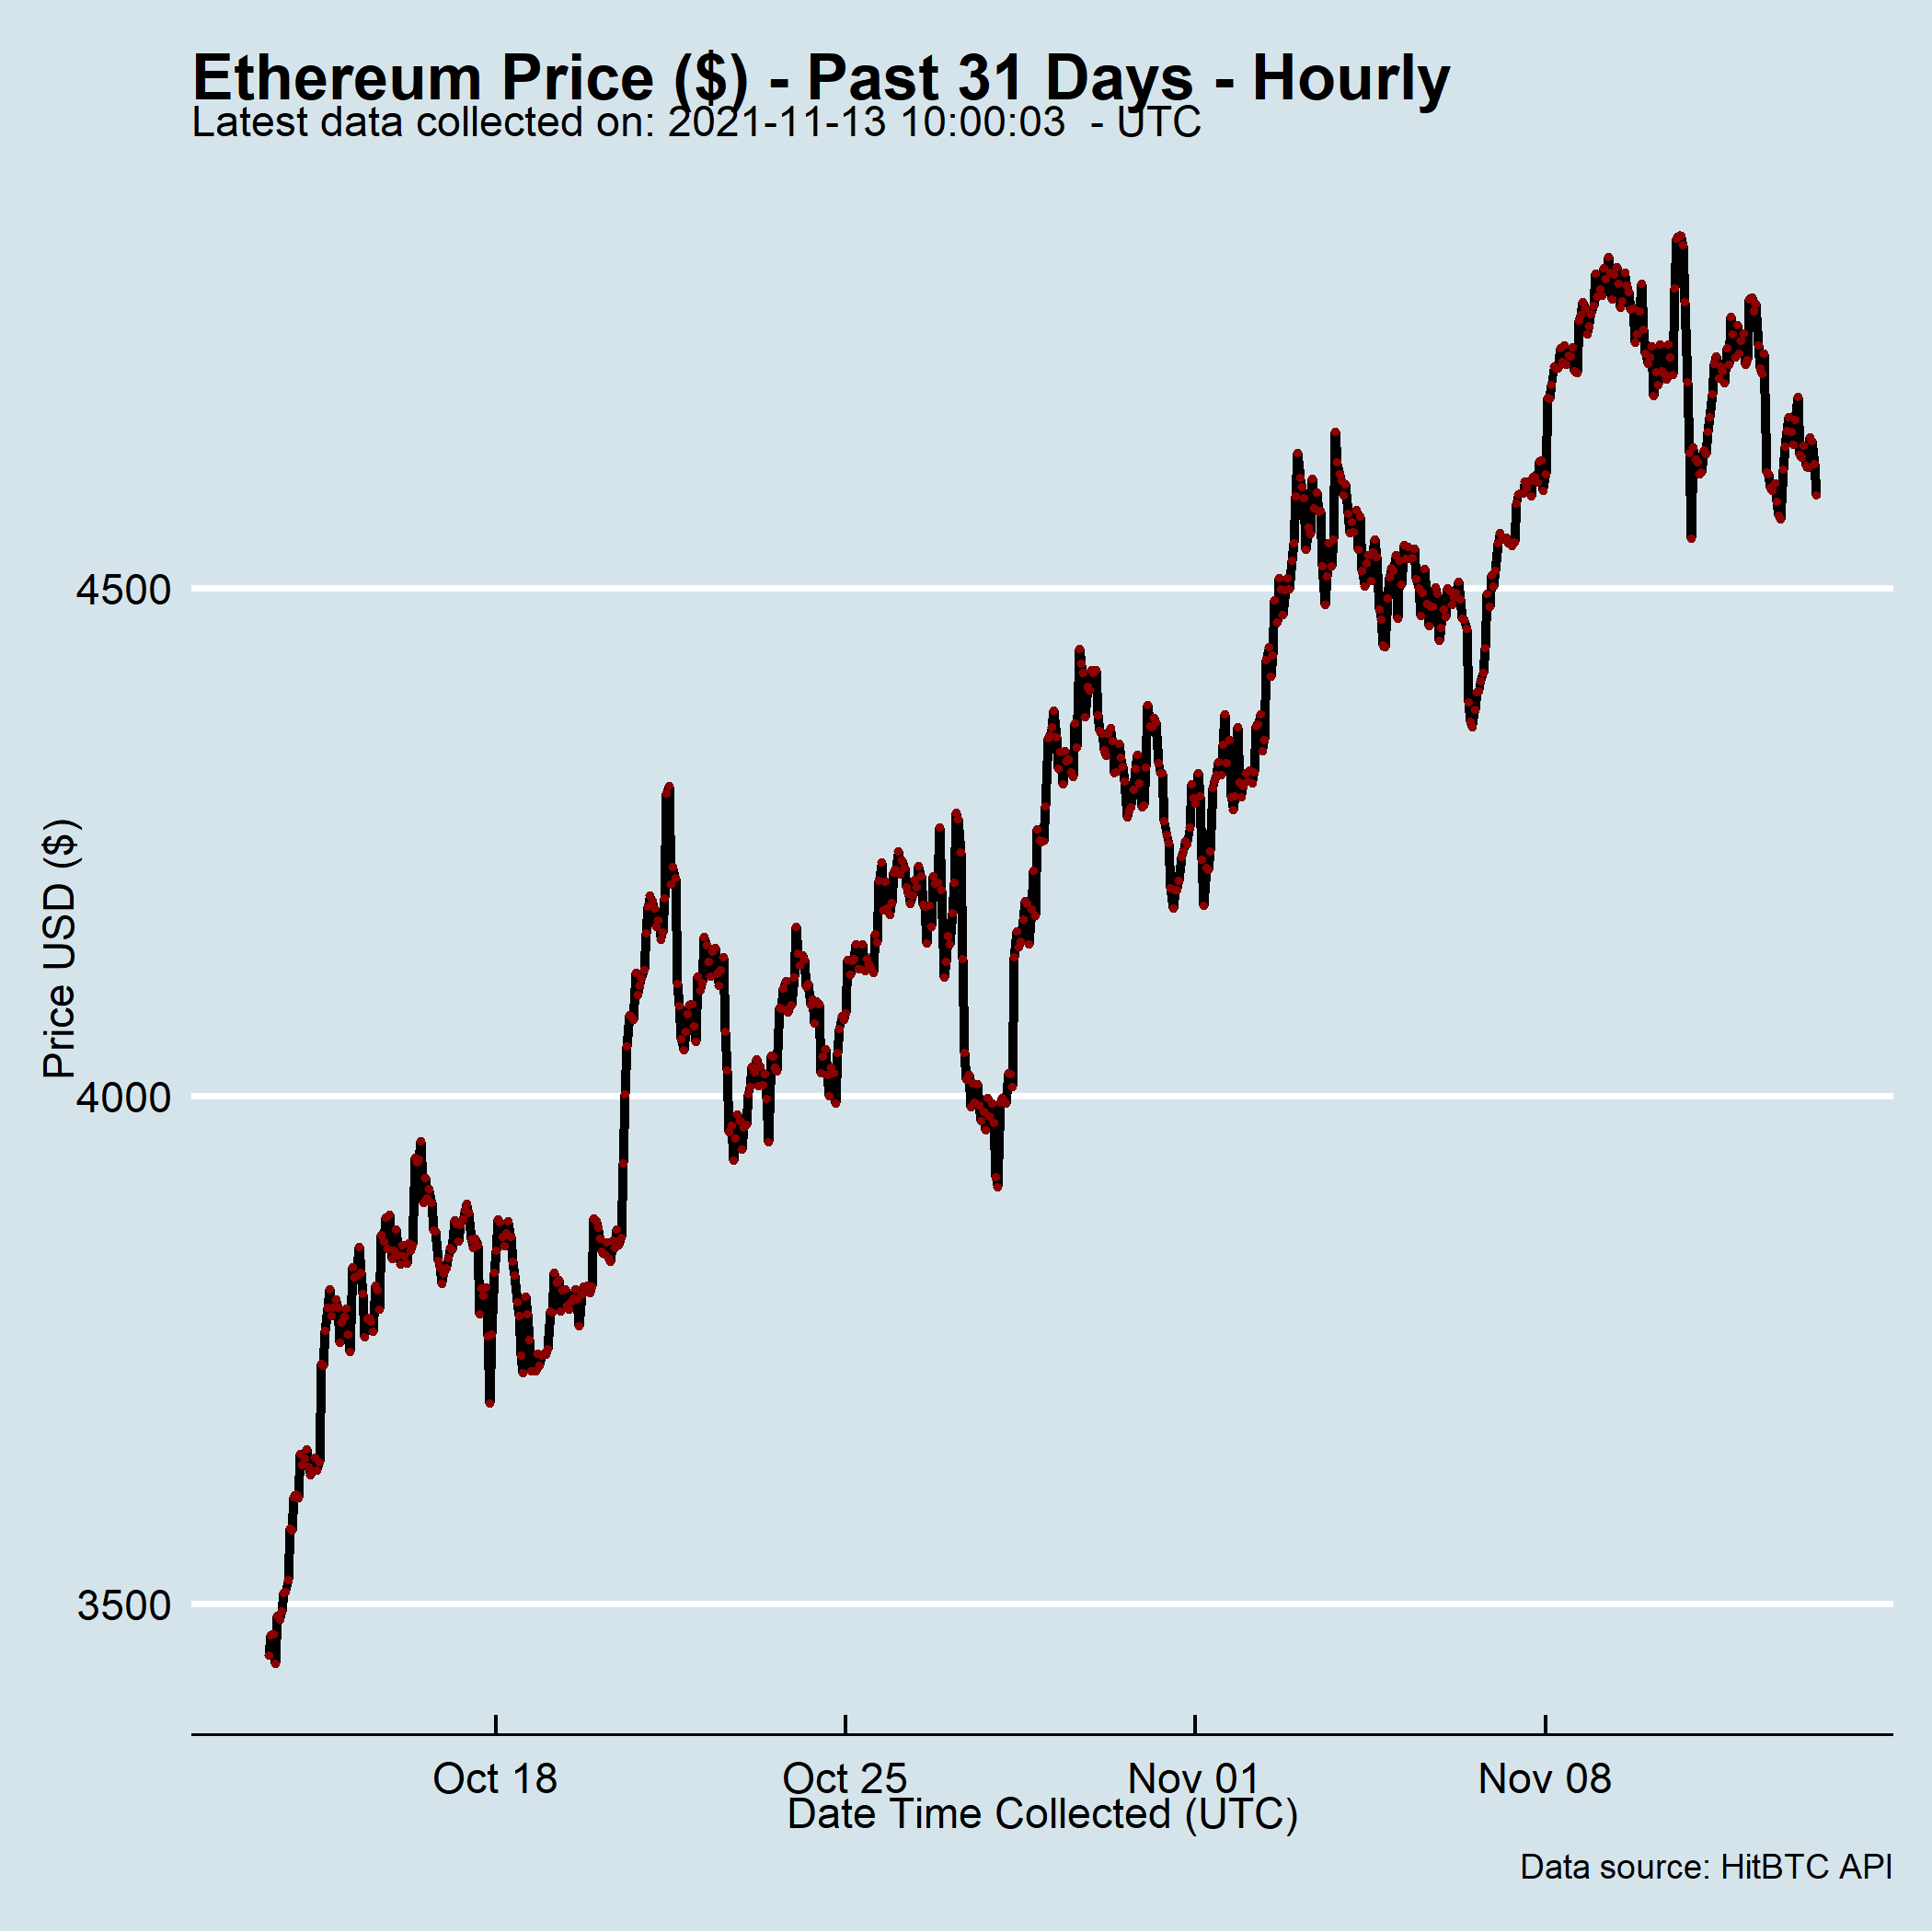 Ethereum Price ($) - Past 31 Days - Hourly
Latest data collected on: 2021-11-13 10:00:03  - UTC
Price USD ($)
4500
4000
3500
Oct 18
Oct 25
Nov 01
Nov 08
Date Time Collected (UTC)
Data source: HitBTC API